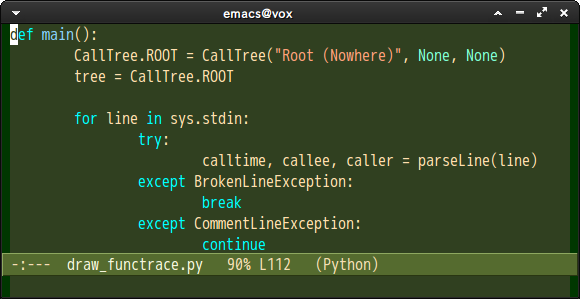 emacs@vox
def main():
        CallTree.ROOT = CallTree("Root (Nowhere)", None, None)
        tree = CallTree.ROOT

        for line in sys.stdin:
                try:
                        calltime, callee, caller = parseLine(line)
                except BrokenLineException:
                        break
                except CommentLineException:
                        continue
-:---  draw_functrace.py   90% L112   (Python)